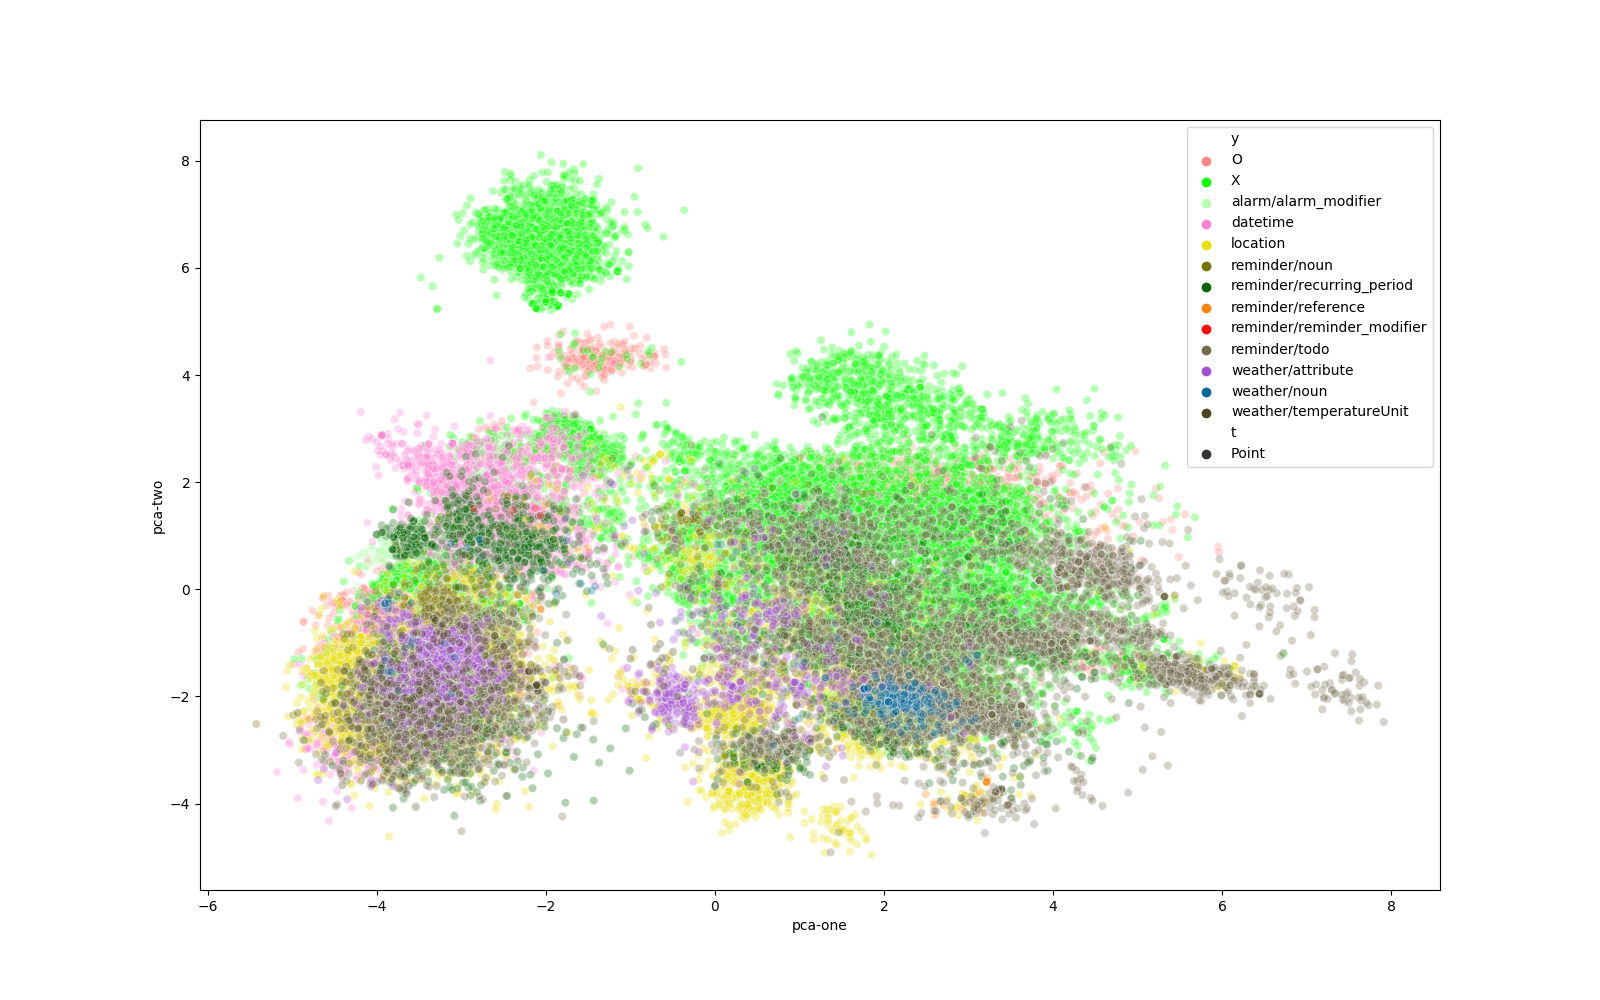 y
O
X
alarm/alarm_modifier
datetime
location
reminder/noun
reminder/recurring_period
reminder/reference
reminder/reminder_modifier
reminder/todo
weather/attribute
weather/noun
weather/temperatureUnit
t
Point
8
6
4
2
0
−2
−4
pca-two
−6
−4
−2
0
2
4
6
8
pca-one